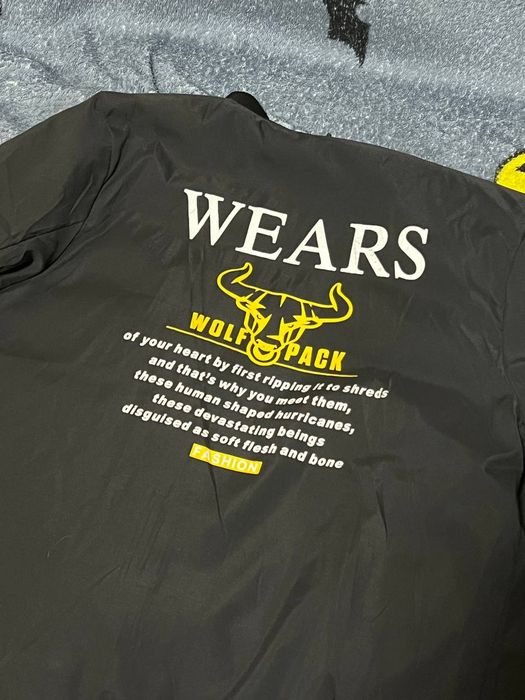 WEARS
WOLF PACK
of your heart by first ripping it to shreds
and that's why you meet them,
these human shaped hurricanes,
these devastating beings
disguised as soft flesh and bone
FASHION